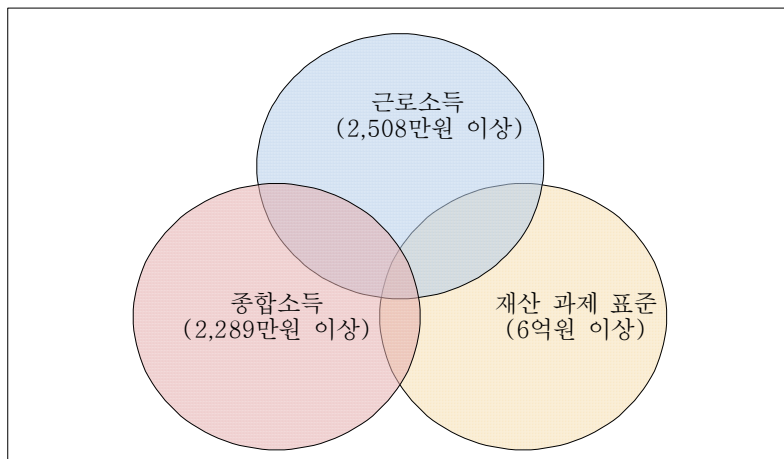 근로소득
(2,508만원 이상)
종합소득
(2,289만원 이상)
재산 과제 표준
(6억원 이상)